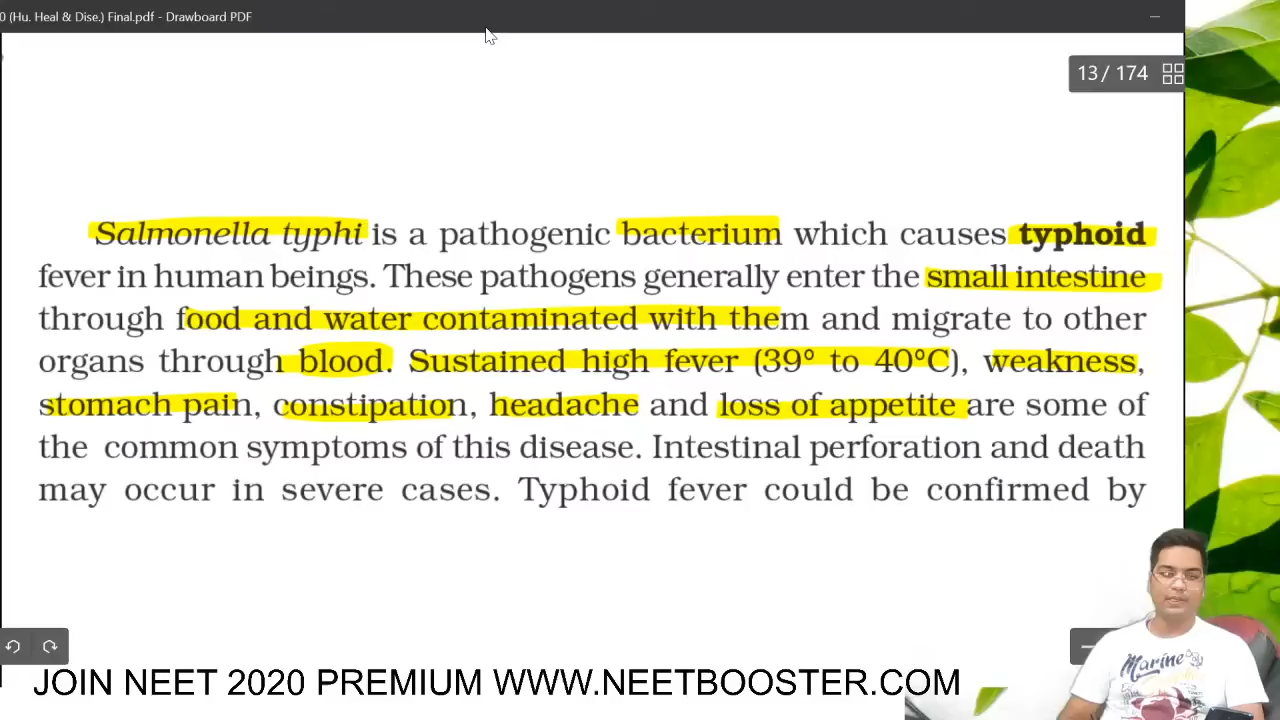 0 (Hu. Heal & Dise.) Final.pdf - Drawboard PDF
13 / 174
Salmonella typhi is a pathogenic bacterium which causes typhoid
fever in human beings. These pathogens generally enter the small intestine
through food and water contaminated with them and migrate to other
organs through blood. Sustained high fever (39º to 40ºC), weakness,
stomach pain, constipation, headache and loss of appetite are some of
the common symptoms of this disease. Intestinal perforation and death
may occur in severe cases. Typhoid fever could be confirmed by
Marine
JOIN NEET 2020 PREMIUM WWW.NEETBOOSTER.COM